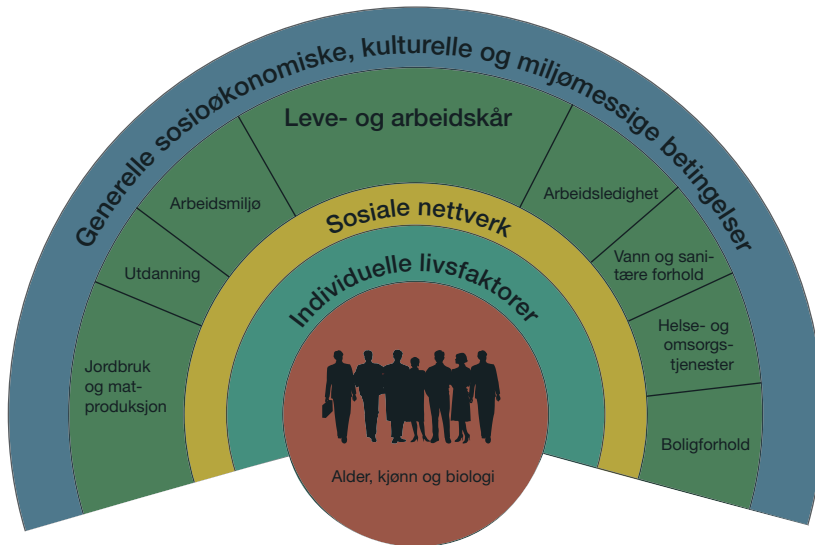 Generelle sosioøkonomiske, kulturelle og miljømessige betingelser
Leve- og arbeidskår
Jordbruk
og mat-
produksjon
Utdanning
Arbeidsmiljø
Arbeidsledighet
Vann og sani-
tære forhold
Helse- og
omsorgs-
tjenester
Boligforhold
Sosiale nettverk
Individuelle livsfaktorer
Alder, kjønn og biologi